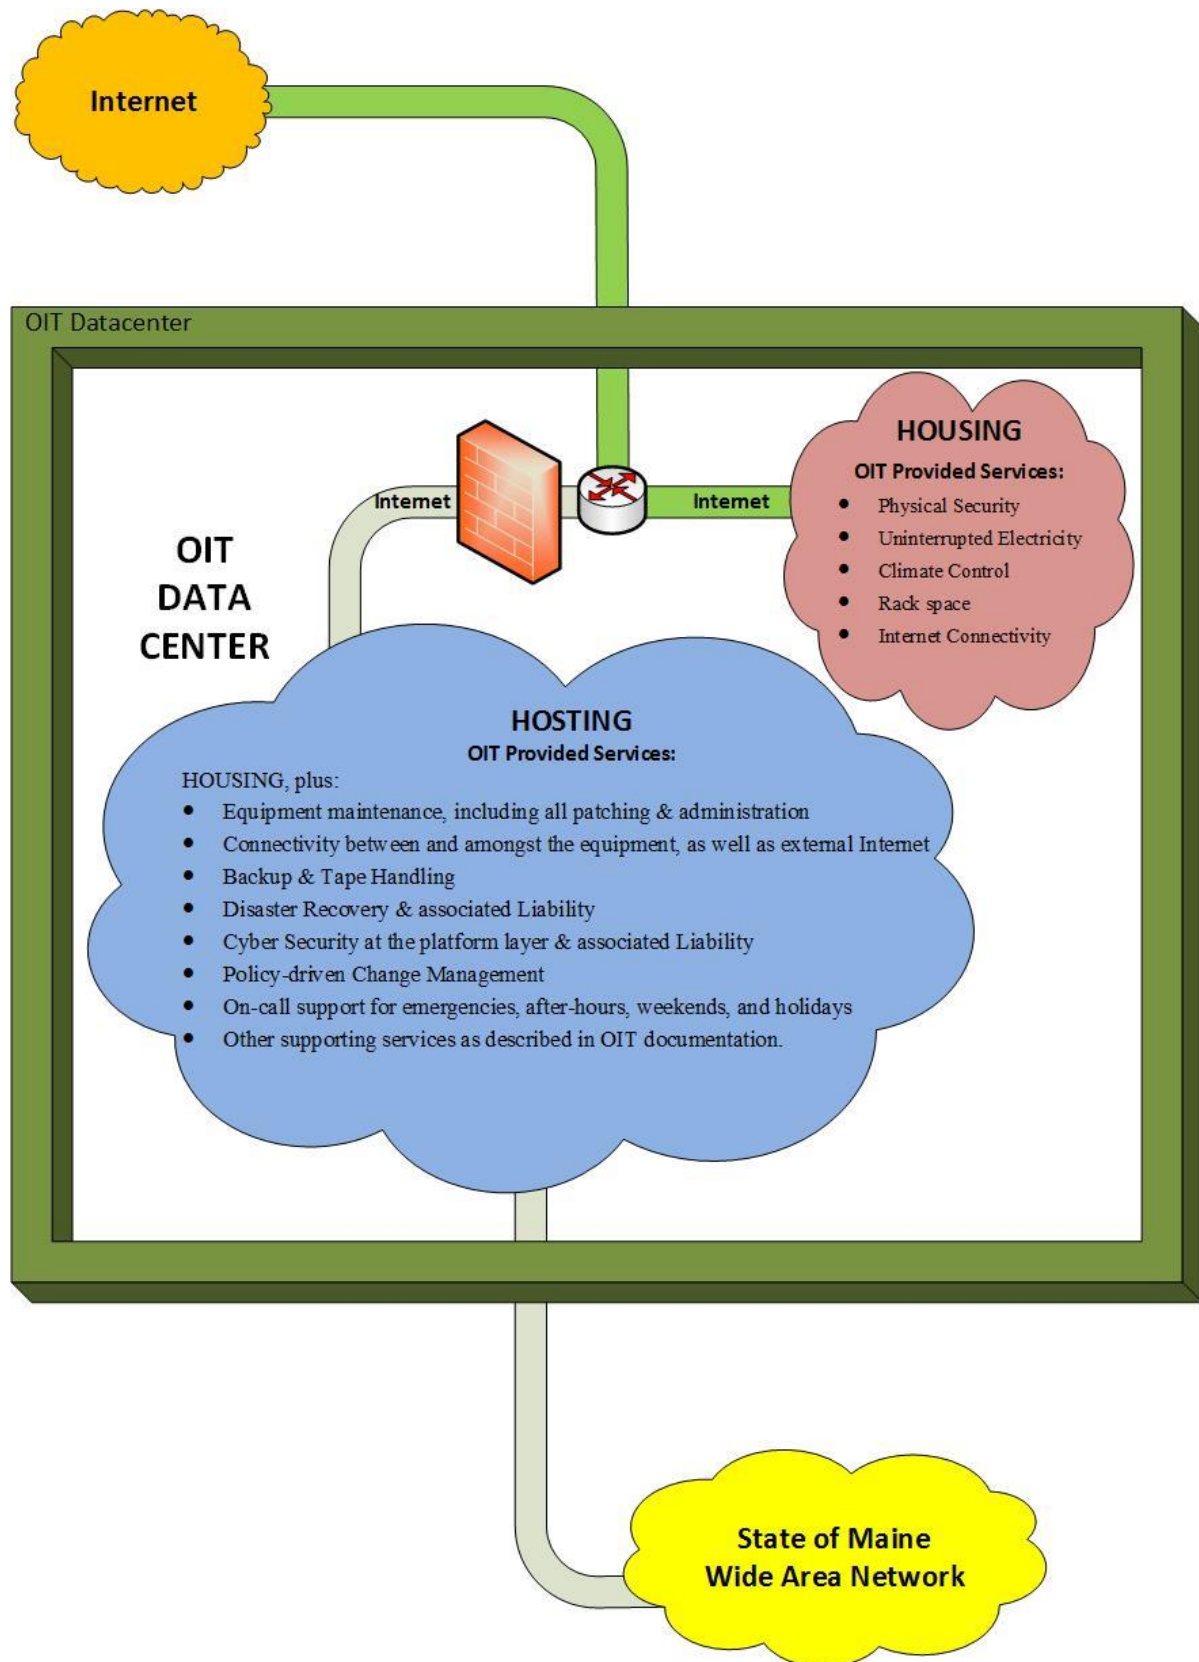 Internet
OIT Datacenter
HOUSING
OIT Provided Services:
● Physical Security
● Uninterrupted Electricity
● Climate Control
● Rack space
● Internet Connectivity
Internet
Internet
OIT
DATA
CENTER
HOSTING
OIT Provided Services:
HOUSING, plus:
● Equipment maintenance, including all patching & administration
● Connectivity between and amongst the equipment, as well as external Internet
● Backup & Tape Handling
● Disaster Recovery & associated Liability
● Cyber Security at the platform layer & associated Liability
● Policy-driven Change Management
● On-call support for emergencies, after-hours, weekends, and holidays
● Other supporting services as described in OIT documentation.
State of Maine
Wide Area Network